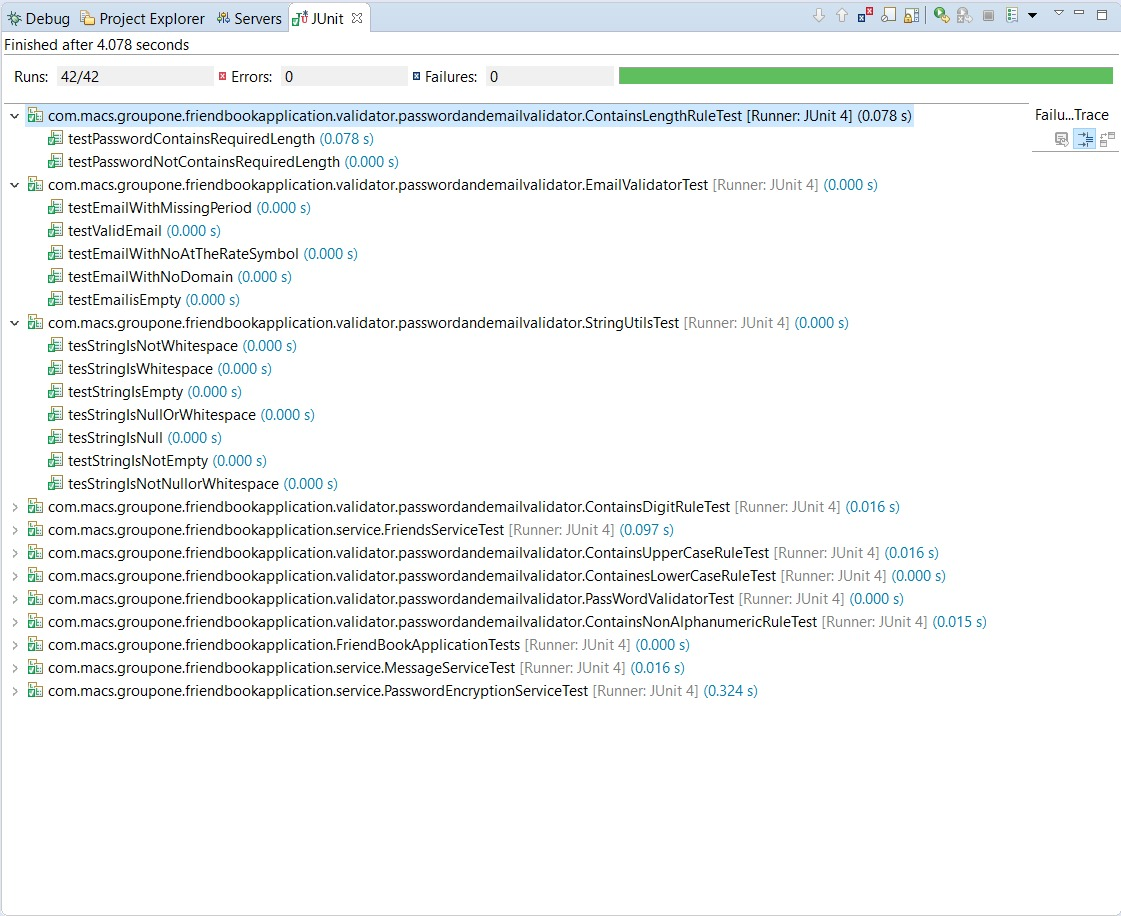 Debug Project Explorer Servers JUnit
Finished after 4.078 seconds
Runs: 42/42 Errors: 0 Failures: 0
com.macs.groupone.friendbookapplication.validator.passwordandemailvalidator.ContainsLengthRuleTest [Runner: JUnit 4] (0.078 s)
Failu...Trace
testPasswordContainsRequiredLength (0.078 s)
testPasswordNotContainsRequiredLength (0.000 s)
com.macs.groupone.friendbookapplication.validator.passwordandemailvalidator.EmailValidatorTest [Runner: JUnit 4] (0.000 s)
testEmailWithMissingPeriod (0.000 s)
testValidEmail (0.000 s)
testEmailWithNoAtTheRateSymbol (0.000 s)
testEmailWithNoDomain (0.000 s)
testEmailisEmpty (0.000 s)
com.macs.groupone.friendbookapplication.validator.passwordandemailvalidator.StringUtilsTest [Runner: JUnit 4] (0.000 s)
tesStringIsNotWhitespace (0.000 s)
tesStringIsWhitespace (0.000 s)
testStringIsEmpty (0.000 s)
tesStringIsNullOrWhitespace (0.000 s)
tesStringIsNull (0.000 s)
testStringIsNotEmpty (0.000 s)
tesStringIsNotNullorWhitespace (0.000 s)
com.macs.groupone.friendbookapplication.validator.passwordandemailvalidator.ContainsDigitRuleTest [Runner: JUnit 4] (0.016 s)
com.macs.groupone.friendbookapplication.service.FriendsServiceTest [Runner: JUnit 4] (0.097 s)
com.macs.groupone.friendbookapplication.validator.passwordandemailvalidator.ContainsUpperCaseRuleTest [Runner: JUnit 4] (0.016 s)
com.macs.groupone.friendbookapplication.validator.passwordandemailvalidator.ContainesLowerCaseRuleTest [Runner: JUnit 4] (0.000 s)
com.macs.groupone.friendbookapplication.validator.passwordandemailvalidator.PassWordValidatorTest [Runner: JUnit 4] (0.000 s)
com.macs.groupone.friendbookapplication.validator.passwordandemailvalidator.ContainsNonAlphanumericRuleTest [Runner: JUnit 4] (0.015 s)
com.macs.groupone.friendbookapplication.FriendBookApplicationTests [Runner: JUnit 4] (0.000 s)
com.macs.groupone.friendbookapplication.service.MessageServiceTest [Runner: JUnit 4] (0.016 s)
com.macs.groupone.friendbookapplication.service.PasswordEncryptionServiceTest [Runner: JUnit 4] (0.324 s)